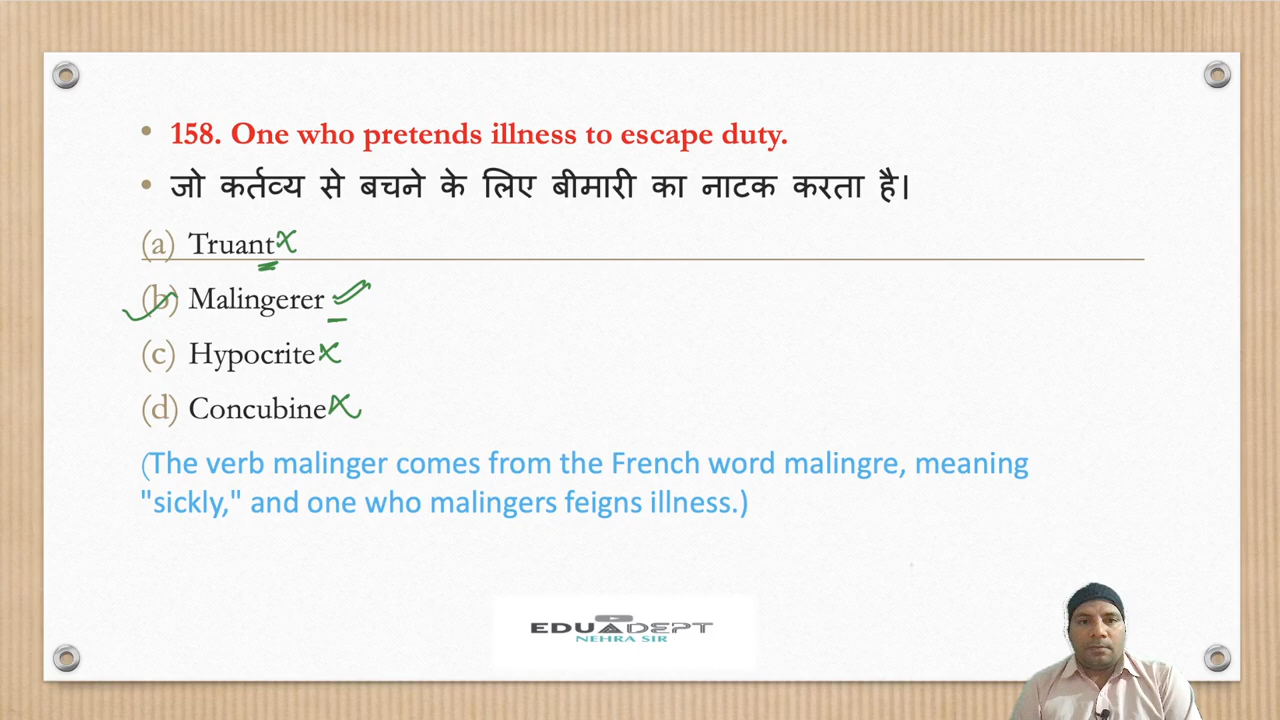 158. One who pretends illness to escape duty.
जो कर्तव्य से बचने के लिए बीमारी का नाटक करता है।
(a) Truant
(b) Malingerer
(c) Hypocrite
(d) Concubine
(The verb malinger comes from the French word malingre, meaning
"sickly," and one who malingers feigns illness.)
EDUADEPT
NEHRA SIR